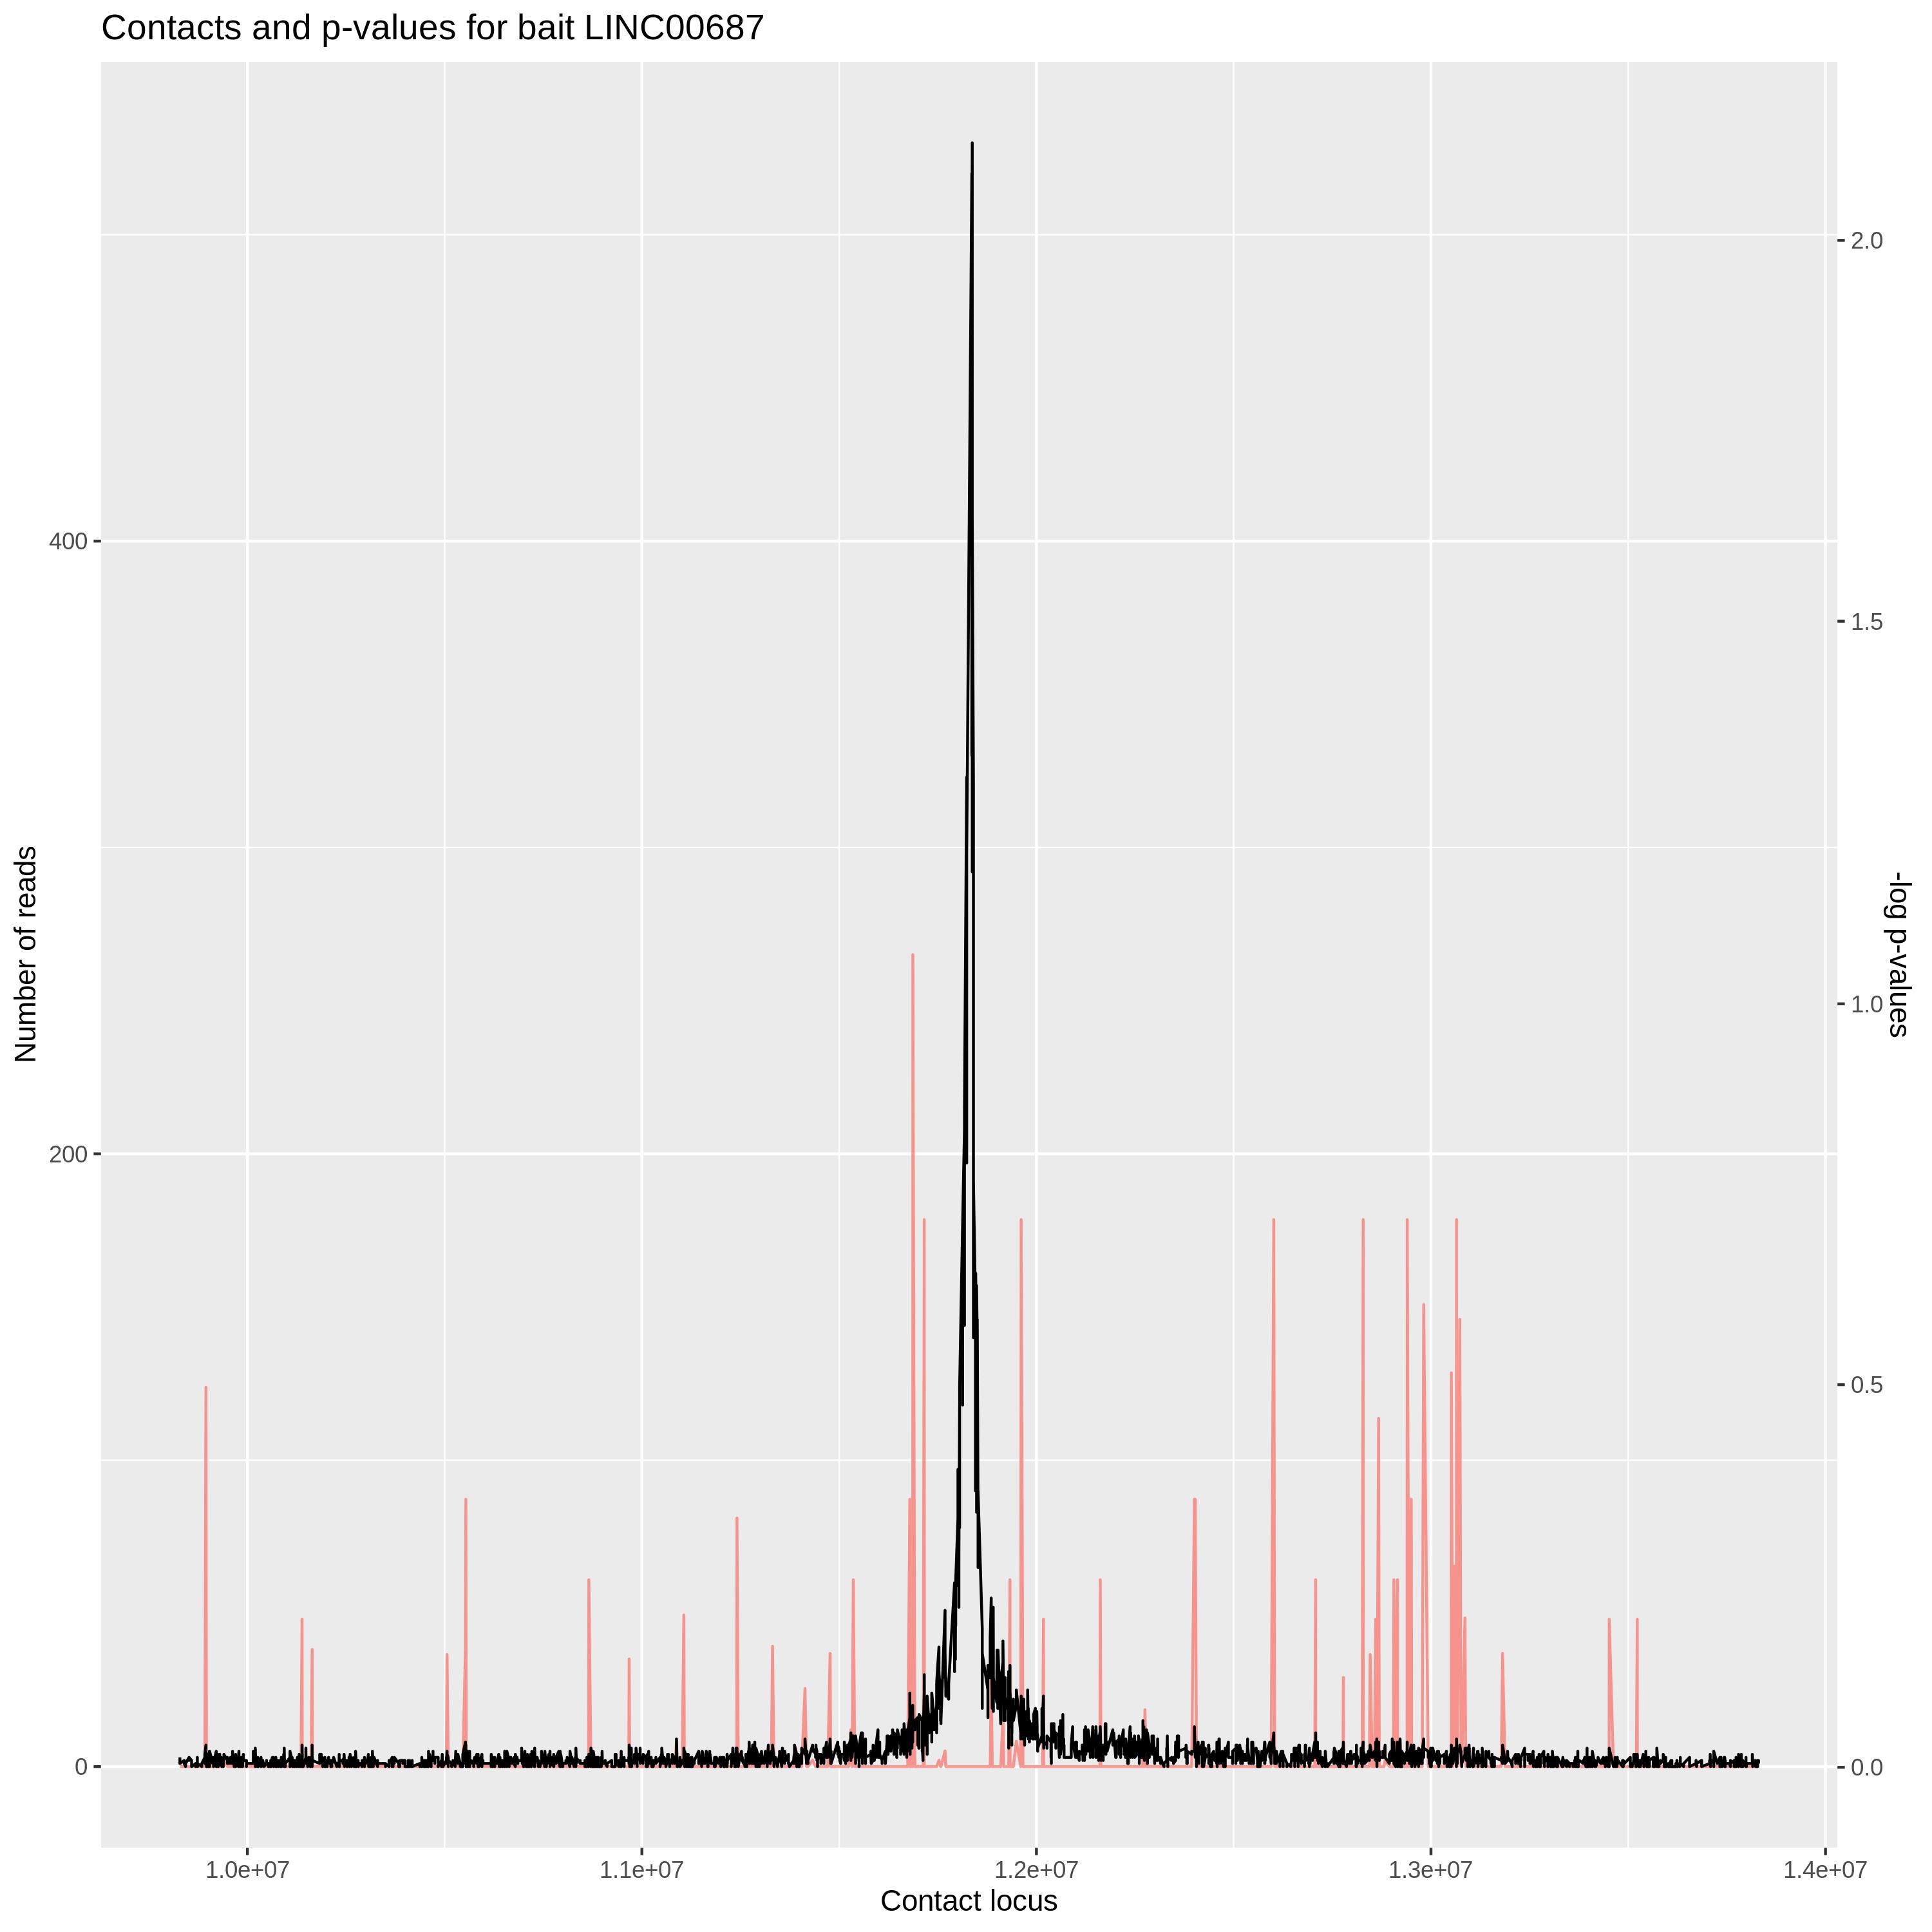 Contacts and p-values for bait LINC00687
Number of reads
400
200
0
2.0
1.5
1.0
0.5
0.0
-log p-values
1.0e+07
1.1e+07
1.2e+07
1.3e+07
1.4e+07
Contact locus